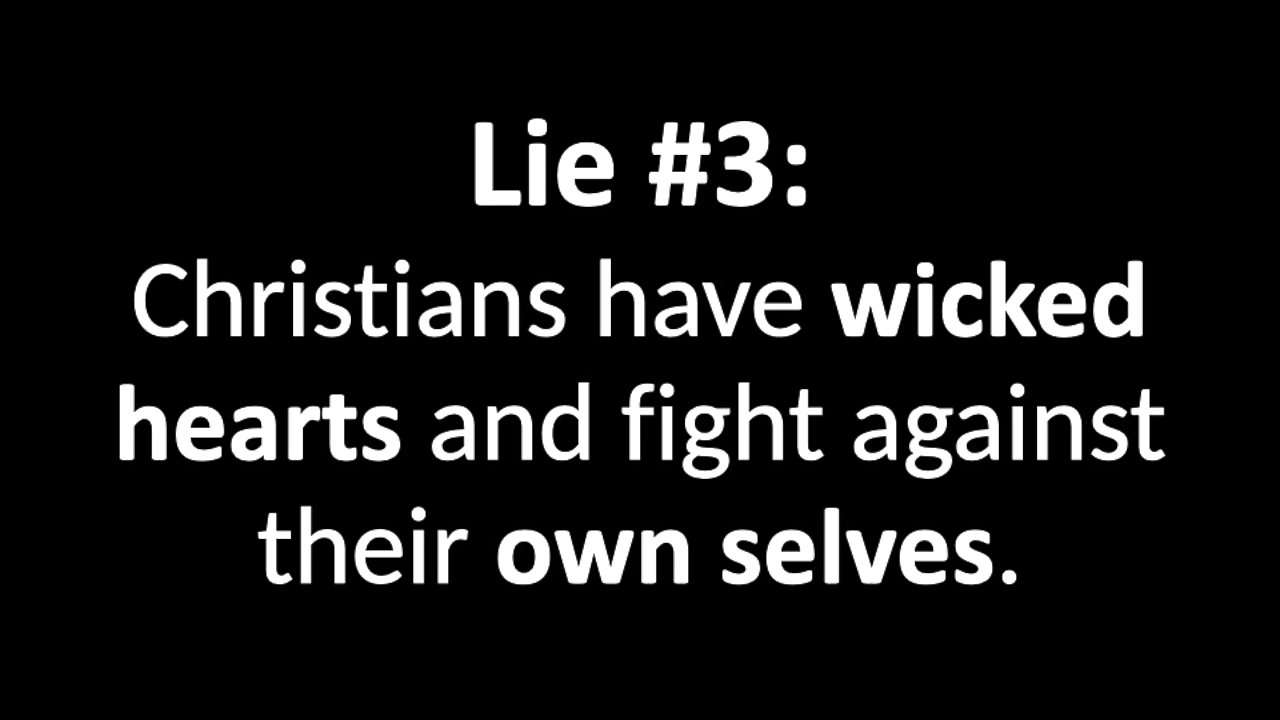 Lie #3:
Christians have wicked
hearts and fight against
their own selves.